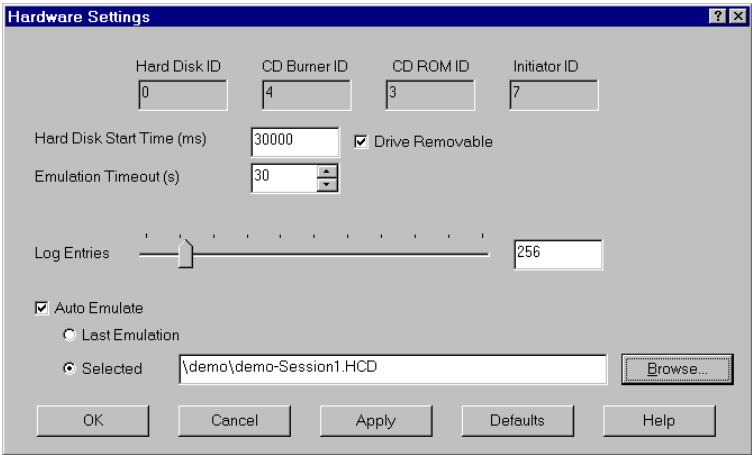 Hardware Settings
Hard Disk ID CD Burner ID CD ROM ID Initiator ID
0 4 3 7
Hard Disk Start Time (ms) 30000 Drive Removable
Emulation Timeout (s) 30
Log Entries 256
Auto Emulate
Last Emulation
Selected \demo\demo-Session1.HCD Browse...
OK Cancel Apply Defaults Help